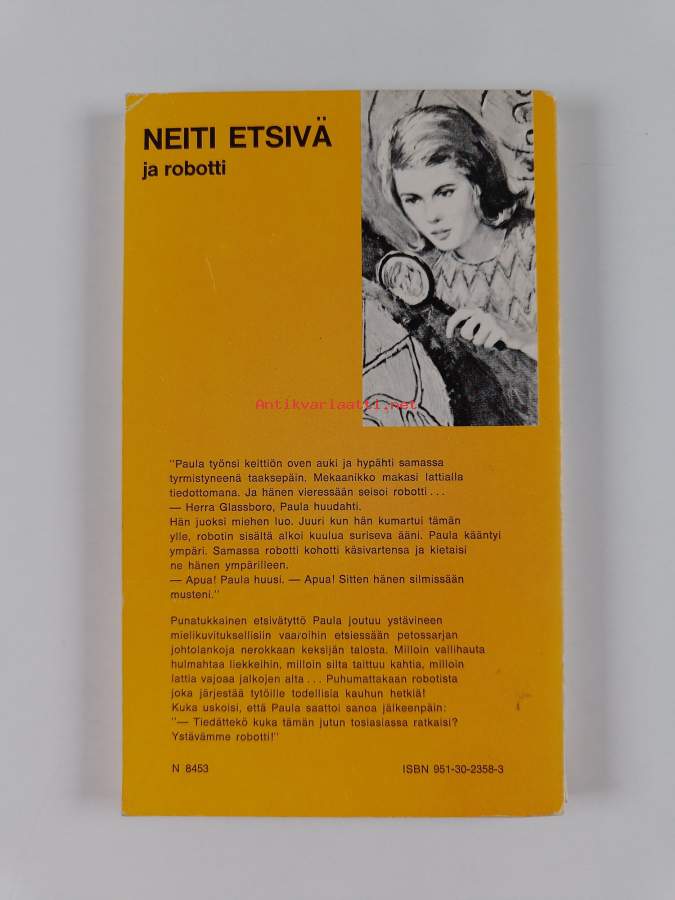 NEITI ETSIVÄ
ja robotti
Antikvariaatti.net
"Paula työnsi keittiön oven auki ja hypähti samassa
tyrmistyneenä taaksepäin. Mekaanikko makasi lattialla
tiedottomana. Ja hänen vieressään seisoi robotti...
— Herra Glassboro, Paula huudahti.
Hän juoksi miehen luo. Juuri kun hän kumartui tämän
ylle, robotin sisältä alkoi kuulua suriseva ääni. Paula kääntyi
ympäri. Samassa robotti kohotti käsivartensa ja kietaisi
ne hänen ympärilleen.
— Apua! Paula huusi. — Apua! Sitten hänen silmissään
musteni."
Punatukkainen etsivätyttö Paula joutuu ystävineen
mielikuvituksellisiin vaaroihin etsiessään petossarjan
johtolankoja nerokkaan keksijän talosta. Milloin vallihauta
hulmahtaa liekkeihin, milloin silta taittuu kahtia, milloin
lattia vajoaa jalkojen alta... Puhumattakaan robotista
joka järjestää tytöille todellisia kauhun hetkiä!
Kuka uskoisi, että Paula saattoi sanoa jälkeenpäin:
"— Tiedättekö kuka tämän jutun tosiasiassa ratkaisi?
Ystävämme robotti!"
N 8453 ISBN 951-30-2358-3